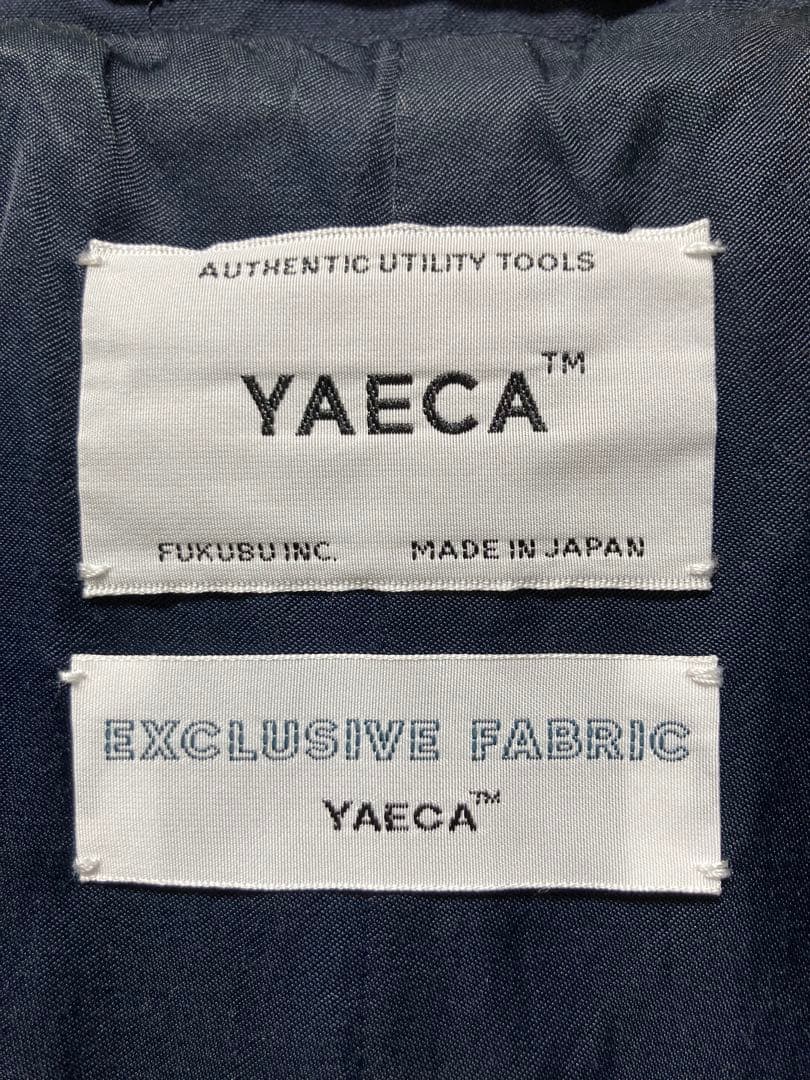 AUTHENTIC UTILITY TOOLS
YAECA™
FUKUBU INC. MADE IN JAPAN
EXCLUSIVE FABRIC
YAECA™